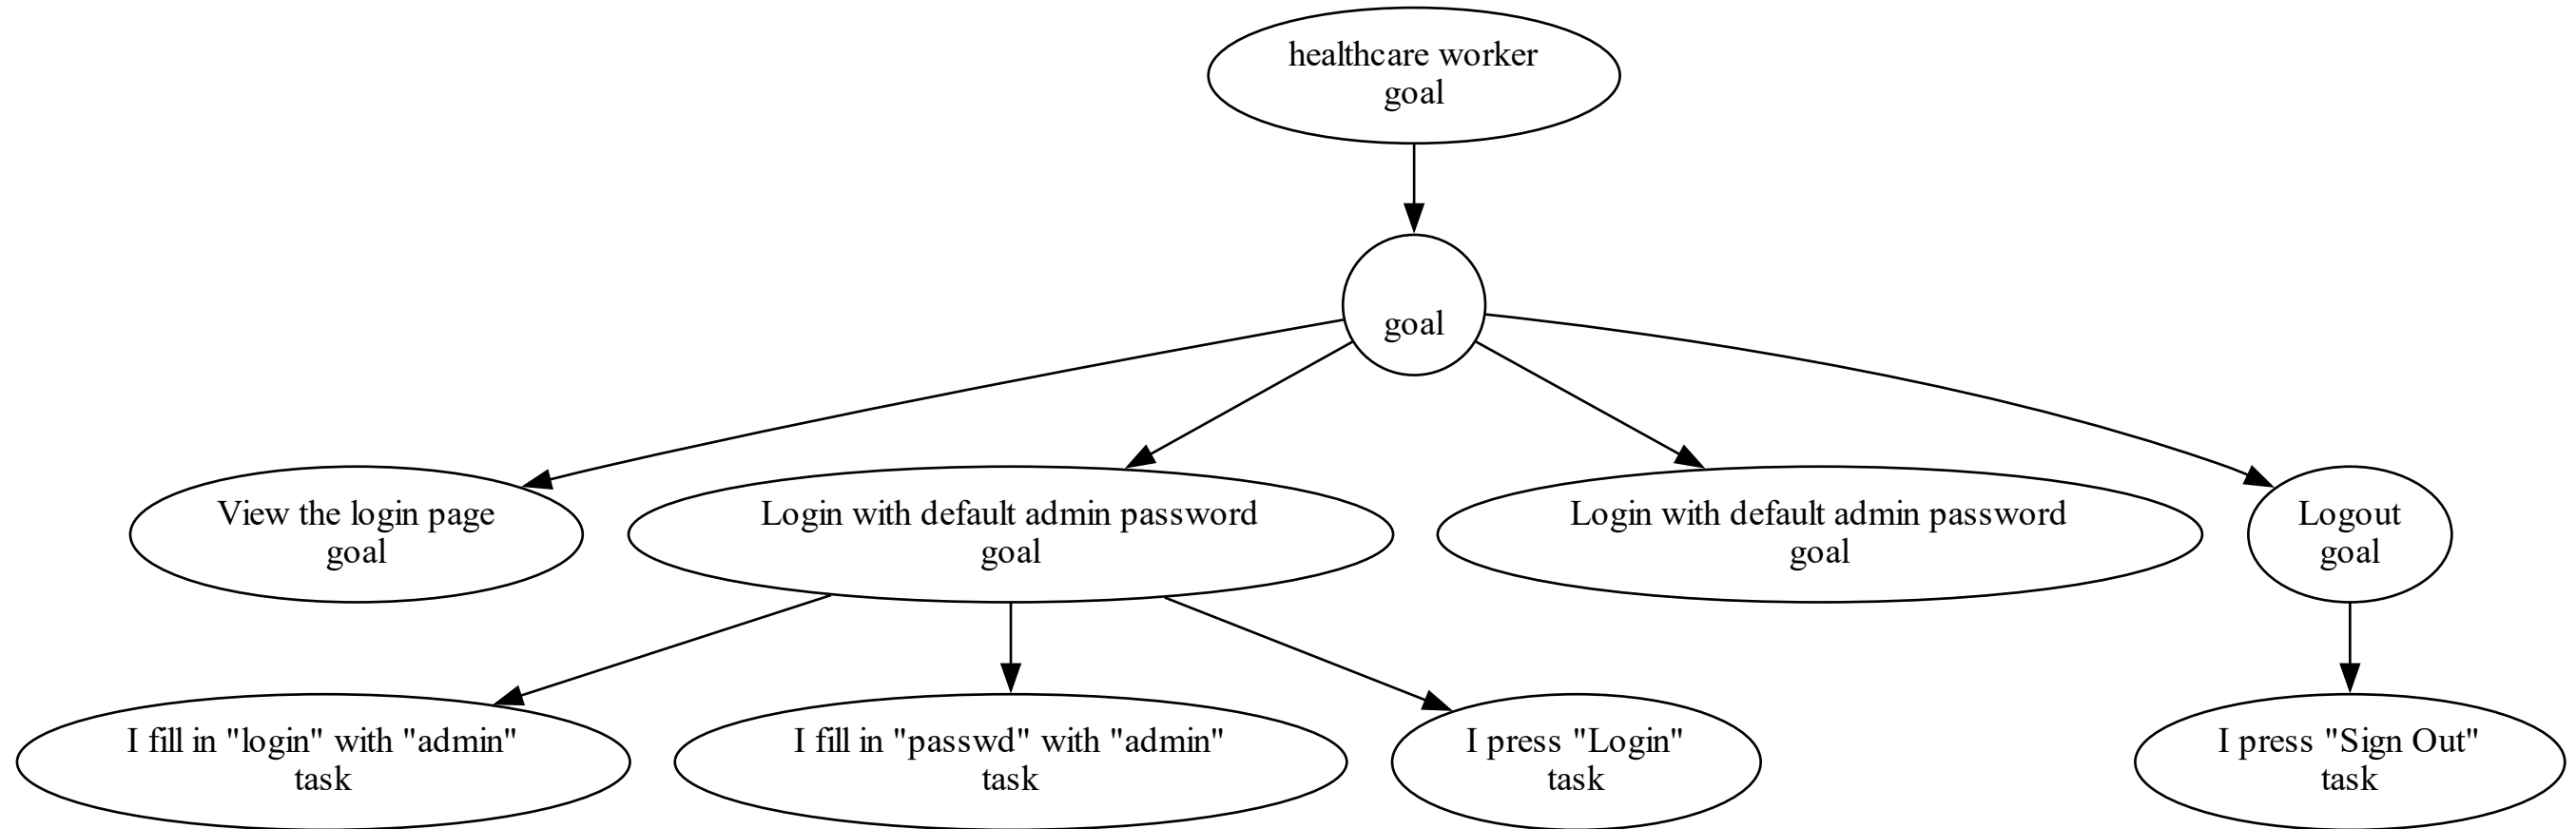 healthcare worker
goal
goal
View the login page
goal
Login with default admin password
goal
Login with default admin password
goal
Logout
goal
I fill in "login" with "admin"
task
I fill in "passwd" with "admin"
task
I press "Login"
task
I press "Sign Out"
task